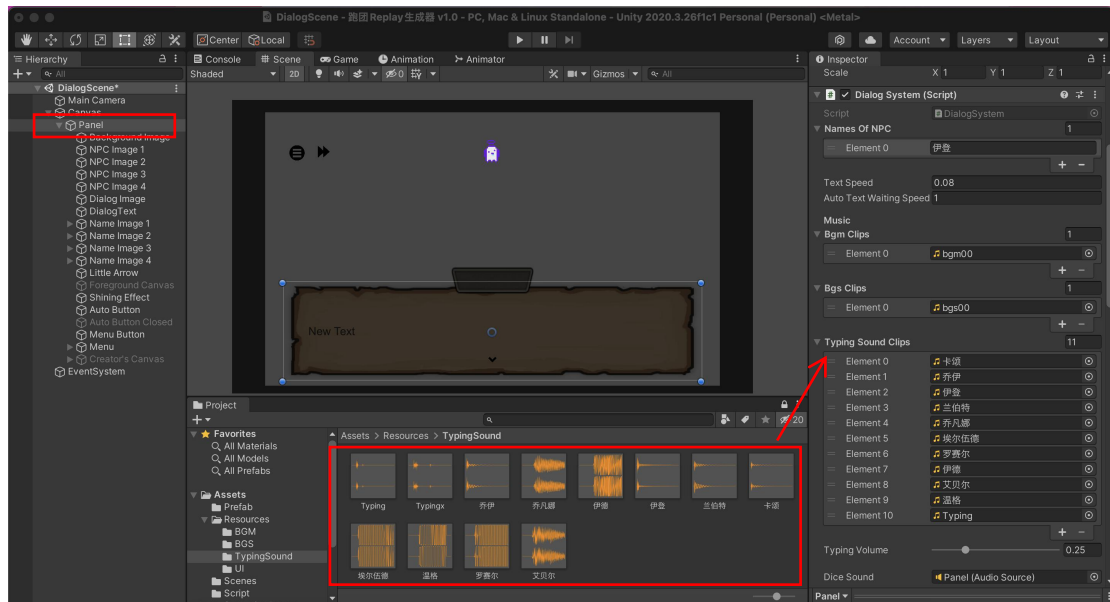 DialogScene - 跑团Replay生成器 v1.0 - PC, Mac & Linux Standalone - Unity 2020.3.26f1c1 Personal (Personal) <Metal>
Center Local Account Layers Layout
Hierarchy
All
DialogScene*
Main Camera
Canvas
Panel
Background Image
NPC Image 1
NPC Image 2
NPC Image 3
NPC Image 4
Dialog Image
DialogText
Name Image 1
Name Image 2
Name Image 3
Name Image 4
Little Arrow
Foreground Canvas
Shining Effect
Auto Button
Auto Button Closed
Menu Button
Menu
Creator's Canvas
EventSystem
Console Scene Game Animation Animator
Shaded 2D 0 Gizmos All
New Text
Project
20
Favorites
All Materials
All Models
All Prefabs
Assets
Prefab
Resources
BGM
BGS
TypingSound
UI
Scenes
Script
Assets > Resources > TypingSound
Typing Typingx 乔伊 乔凡娜 伊德 伊登 兰伯特 卡颂
埃尔伍德 温格 罗赛尔 艾贝尔
Inspector
Scale X 1 Y 1 Z 1
Dialog System (Script)
Script DialogSystem
Names Of NPC 1
Element 0 伊登
Text Speed 0.08
Auto Text Waiting Speed 1
Music
Bgm Clips 1
Element 0 bgm00
Bgs Clips 1
Element 0 bgs00
Typing Sound Clips 11
Element 0 卡颂
Element 1 乔伊
Element 2 伊登
Element 3 兰伯特
Element 4 乔凡娜
Element 5 埃尔伍德
Element 6 罗赛尔
Element 7 伊德
Element 8 艾贝尔
Element 9 温格
Element 10 Typing
Typing Volume 0.25
Dice Sound Panel (Audio Source)
Panel